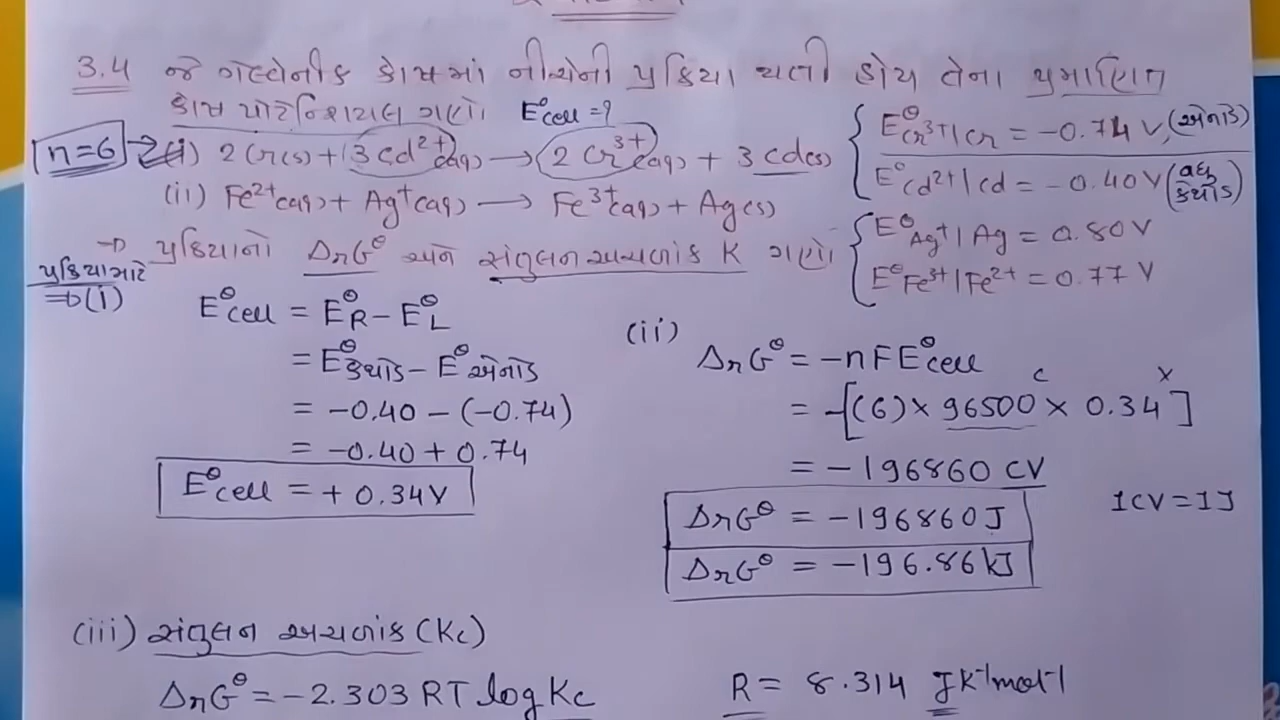 3.4 જે ગેલ્વેનીક કોષમાં નીચેની પ્રક્રિયા થતી હોય તેના પ્રમાણિત
કોષ પોટેન્શિયલ ગણો. E°cell = ?
n=6 → (i) 2Cr(s) + 3Cd²⁺(aq) → 2Cr³⁺(aq) + 3Cd(s)
E⊖Cr³⁺|Cr = -0.74 V, (એનોડ)
E°Cd²⁺|Cd = -0.40V (કેથોડ)
(ii) Fe²⁺(aq) + Ag⁺(aq) → Fe³⁺(aq) + Ag(s)
E⊖Ag⁺|Ag = 0.80 V
E⊖Fe³⁺|Fe²⁺ = 0.77 V
→ પ્રક્રિયાનો ΔrG⊖ અને સંતુલન અચળાંક K ગણો.
પ્રક્રિયા માટે
⇒(i)
E⊖cell = E⊖R - E⊖L
= E⊖કેથોડ - E⊖એનોડ
= -0.40 - (-0.74)
= -0.40 + 0.74
E⊖cell = + 0.34V
(ii)
ΔrG⊖ = -nFE⊖cell
= -[(6) × 96500 × 0.34]
= -196860 CV
ΔrG⊖ = -196860J
1CV = 1J
ΔrG⊖ = -196.86kJ
(iii) સંતુલન અચળાંક (Kc)
ΔrG⊖ = -2.303 RT log Kc
R = 8.314 JK⁻¹mol⁻¹